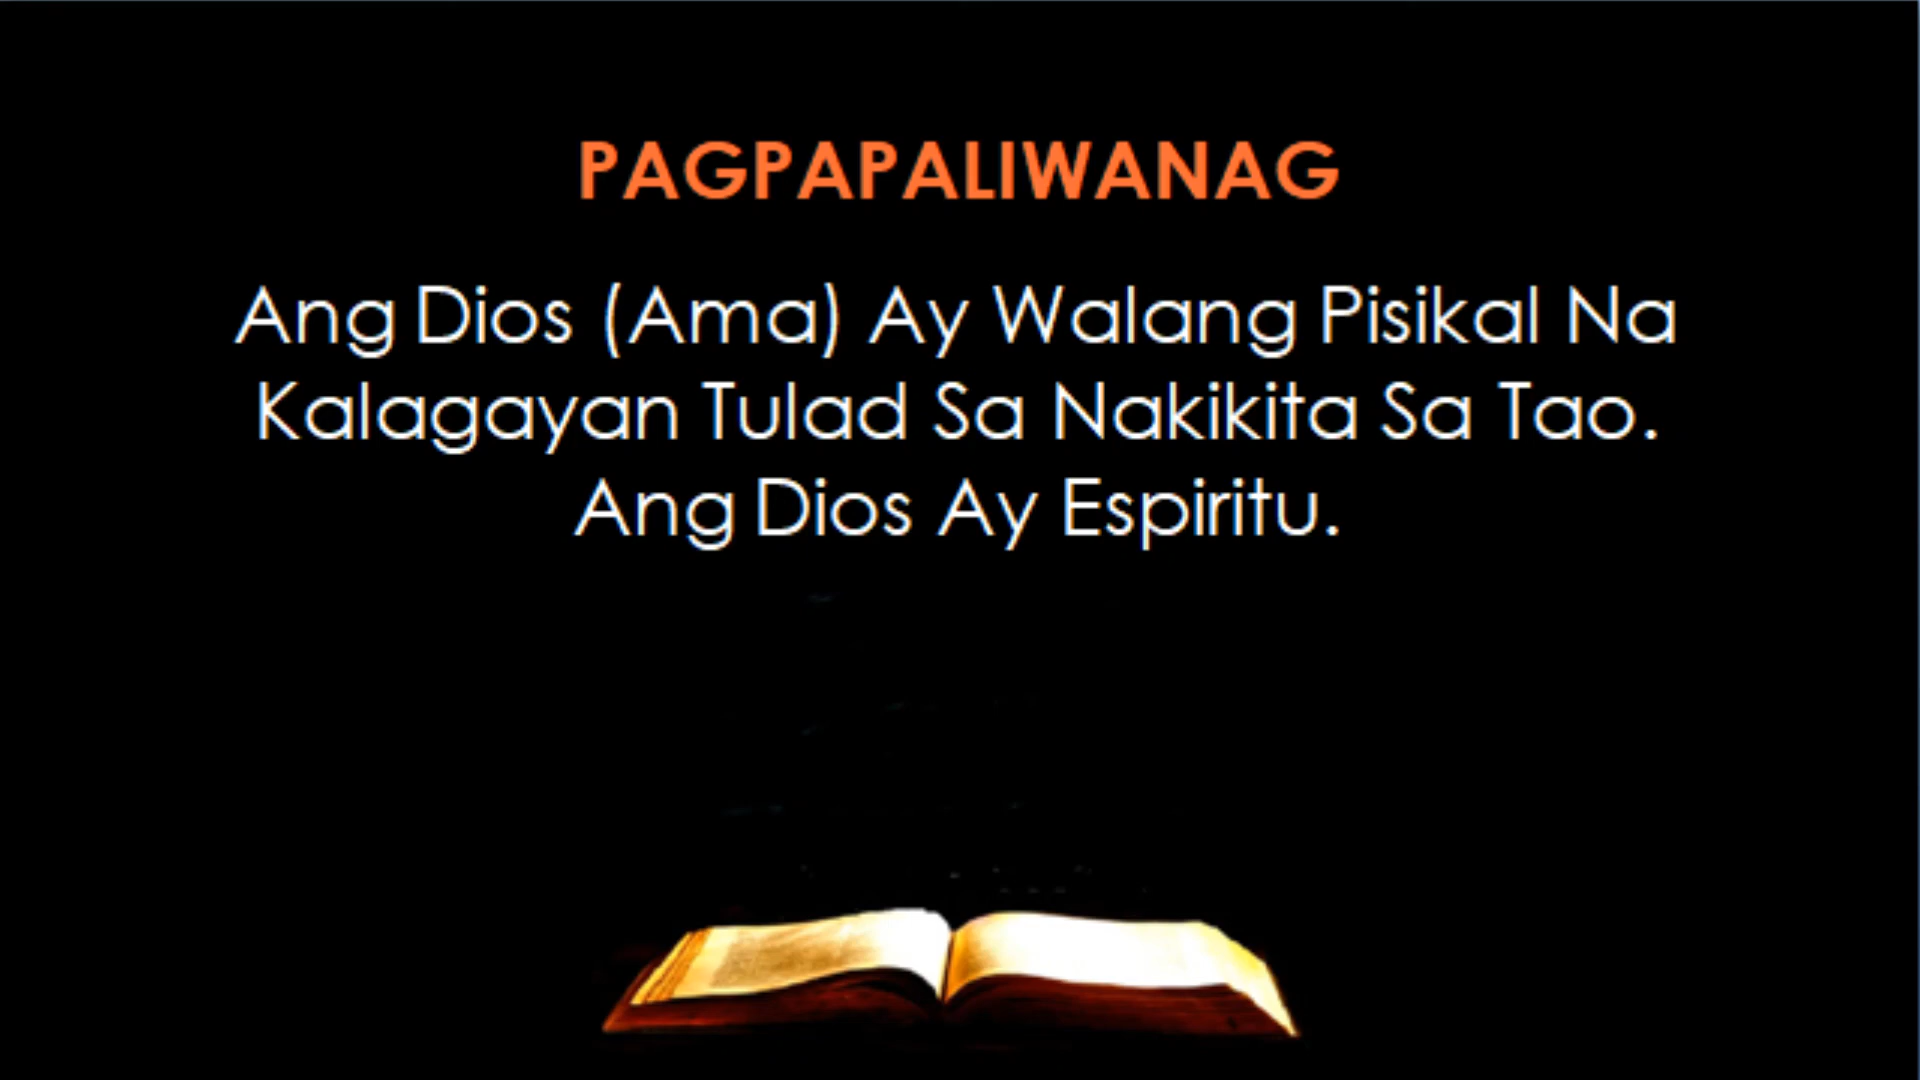 PAGPAPALIWANAG
Ang Dios (Ama) Ay Walang Pisikal Na
Kalagayan Tulad Sa Nakikita Sa Tao.
Ang Dios Ay Espiritu.